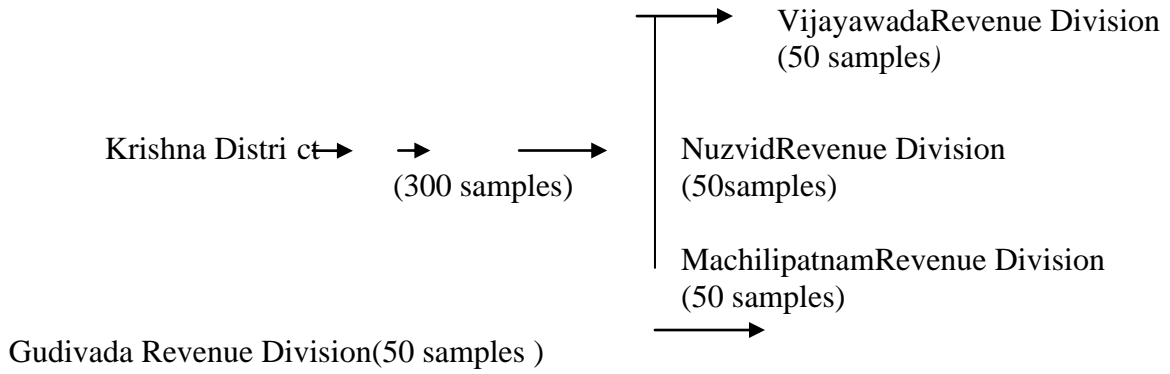 VijayawadaRevenue Division
(50 samples)
Krishna Distri ct
(300 samples)
NuzvidRevenue Division
(50samples)
MachilipatnamRevenue Division
(50 samples)
Gudivada Revenue Division(50 samples )